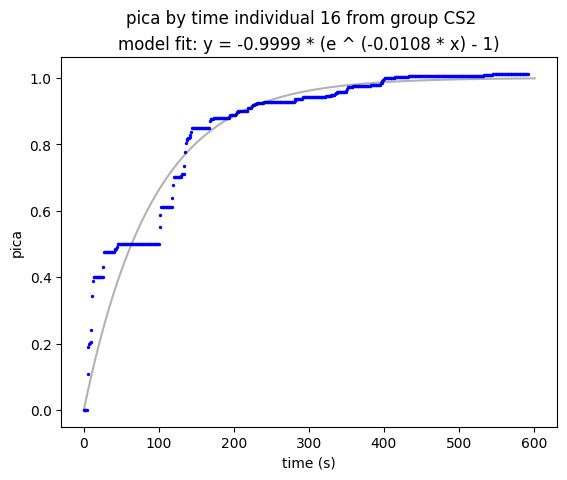 pica by time individual 16 from group CS2
model fit: y = -0.9999 * (e ^ (-0.0108 * x) - 1)
1.0
0.8
0.6
0.4
0.2
0.0
pica
0 100 200 300 400 500 600
time (s)